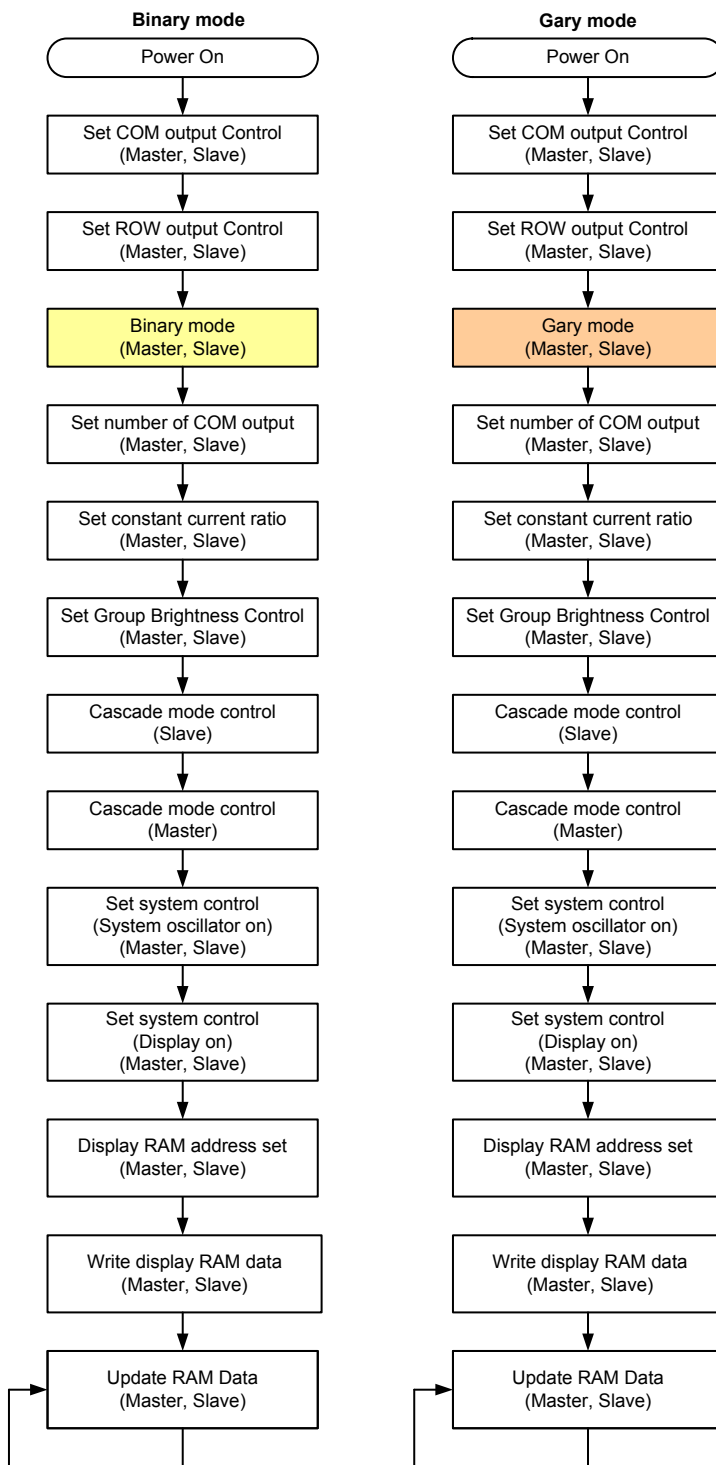 Binary mode
Power On
Set COM output Control
(Master, Slave)
Set ROW output Control
(Master, Slave)
Binary mode
(Master, Slave)
Set number of COM output
(Master, Slave)
Set constant current ratio
(Master, Slave)
Set Group Brightness Control
(Master, Slave)
Cascade mode control
(Slave)
Cascade mode control
(Master)
Set system control
(System oscillator on)
(Master, Slave)
Set system control
(Display on)
(Master, Slave)
Display RAM address set
(Master, Slave)
Write display RAM data
(Master, Slave)
Update RAM Data
(Master, Slave)
Gary mode
Power On
Set COM output Control
(Master, Slave)
Set ROW output Control
(Master, Slave)
Gary mode
(Master, Slave)
Set number of COM output
(Master, Slave)
Set constant current ratio
(Master, Slave)
Set Group Brightness Control
(Master, Slave)
Cascade mode control
(Slave)
Cascade mode control
(Master)
Set system control
(System oscillator on)
(Master, Slave)
Set system control
(Display on)
(Master, Slave)
Display RAM address set
(Master, Slave)
Write display RAM data
(Master, Slave)
Update RAM Data
(Master, Slave)